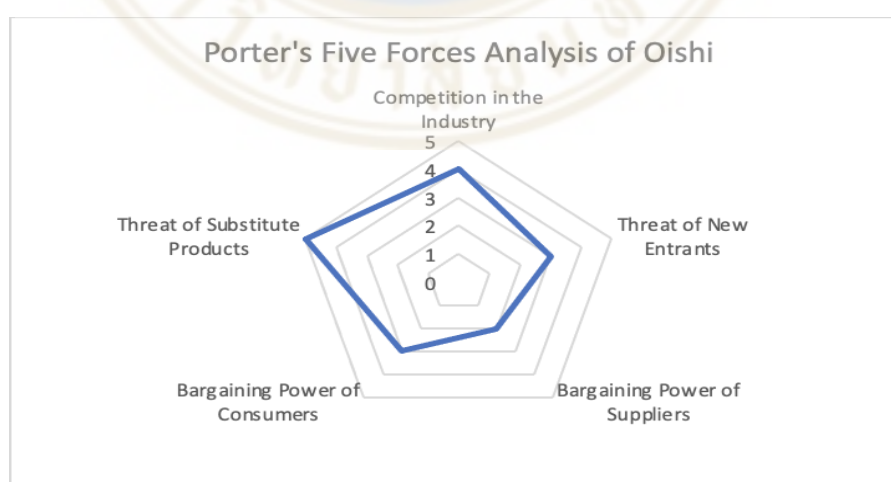 Porter's Five Forces Analysis of Oishi
Competition in the
Industry
5
4
3
2
1
0
Threat of Substitute
Products
Threat of New
Entrants
Bargaining Power of
Consumers
Bargaining Power of
Suppliers